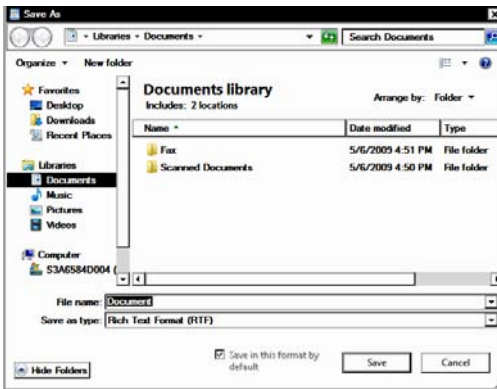 Save As
Libraries Documents
Search Documents
Organize
New folder
Favorites
Desktop
Downloads
Recent Places
Libraries
Documents
Music
Pictures
Videos
Computer
S3A6584D004 (
Documents library
Includes: 2 locations
Arrange by: Folder
Name Date modified Type
Fax 5/6/2009 4:51 PM File folder
Scanned Documents 5/6/2009 4:50 PM File folder
File name: Document
Save as type: Rich Text Format (RTF)
Hide Folders
Save in this format by
default
Save
Cancel